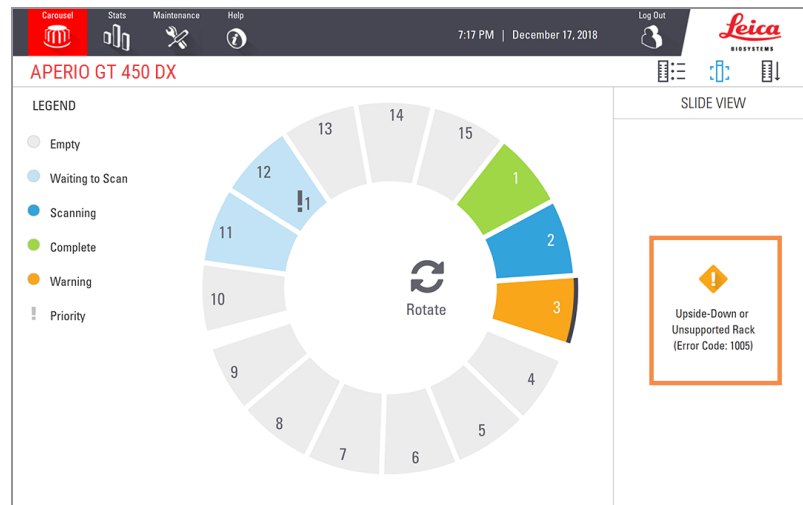 Carousel
Stats
Maintenance
Help
7:17 PM | December 17, 2018
Log Out
Leica
BIOSYSTEMS
APERIO GT 450 DX
LEGEND
Empty
Waiting to Scan
Scanning
Complete
Warning
! Priority
1
2
3
4
5
6
7
8
9
10
11
12
!1
13
14
15
Rotate
SLIDE VIEW
!
Upside-Down or
Unsupported Rack
(Error Code: 1005)